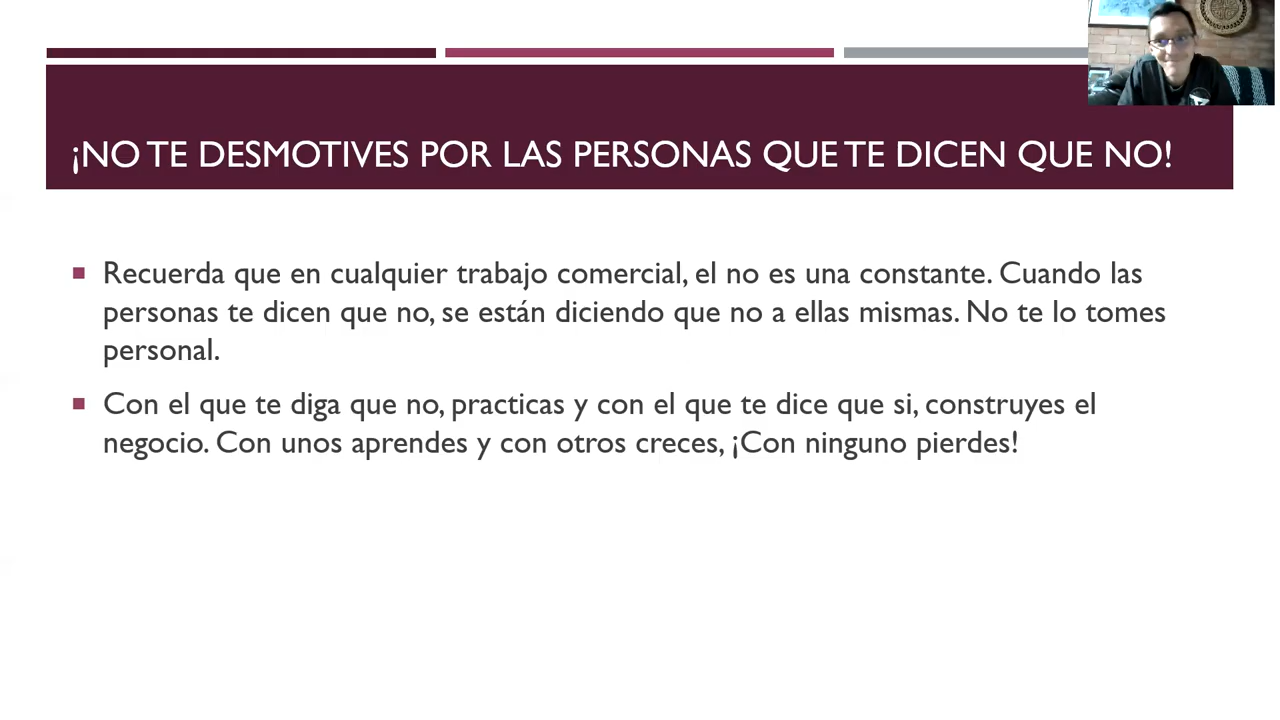 ¡NO TE DESMOTIVES POR LAS PERSONAS QUE TE DICEN QUE NO!
Recuerda que en cualquier trabajo comercial, el no es una constante. Cuando las
personas te dicen que no, se están diciendo que no a ellas mismas. No te lo tomes
personal.
Con el que te diga que no, practicas y con el que te dice que si, construyes el
negocio. Con unos aprendes y con otros creces, ¡Con ninguno pierdes!